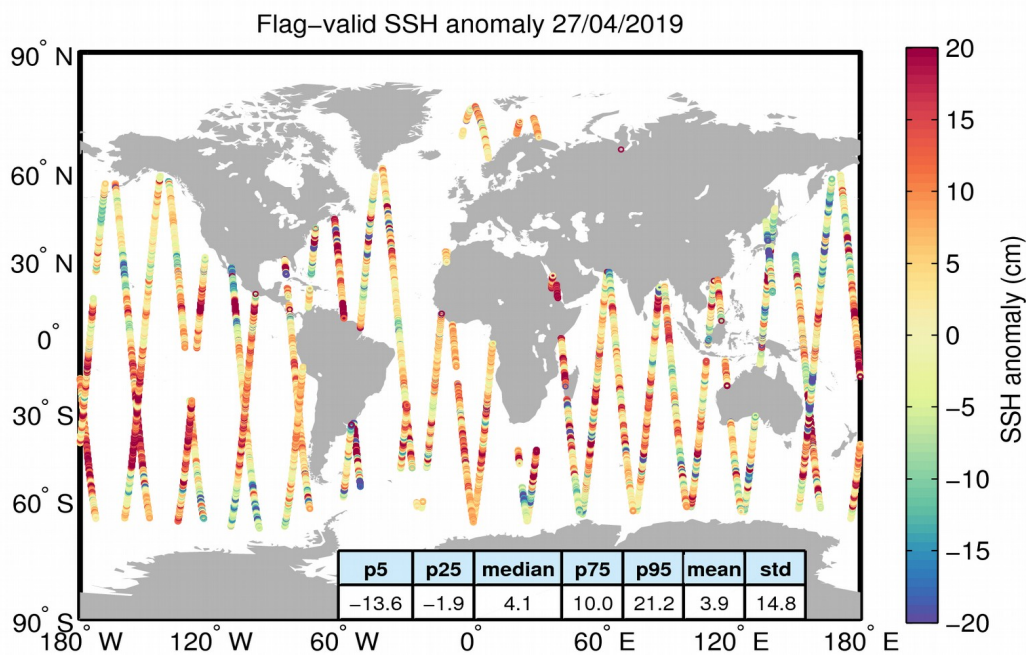 Flag−valid SSH anomaly 27/04/2019
90° N
60° N
30° N
0°
30° S
60° S
90° S
180° W
120° W
60° W
0°
60° E
120° E
180° E
p5 p25 median p75 p95 mean std
−13.6 −1.9 4.1 10.0 21.2 3.9 14.8
20
15
10
5
0
−5
−10
−15
−20
SSH anomaly (cm)